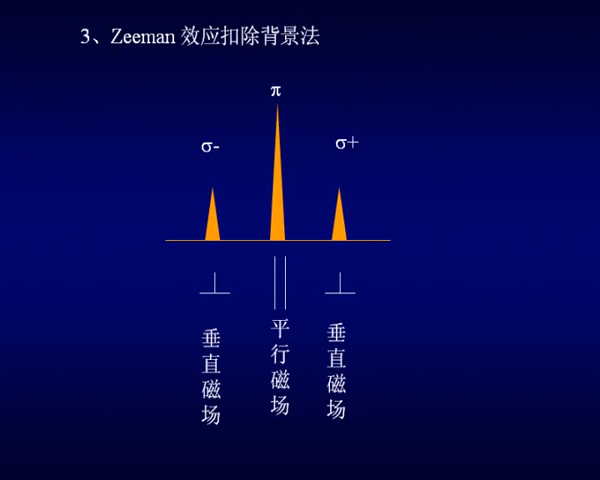 3、Zeeman 效应扣除背景法
π
σ-
σ+
垂直磁场
平行磁场
垂直磁场